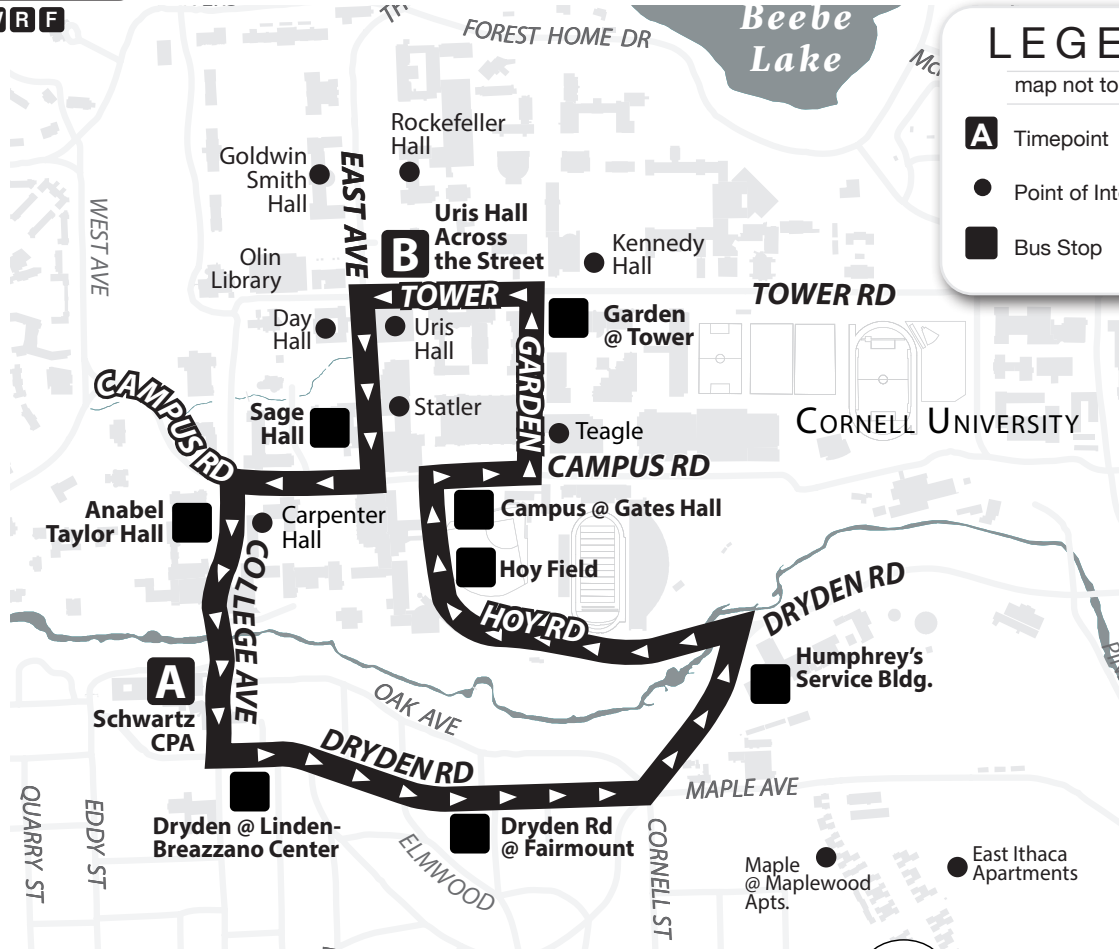 R F
FOREST HOME DR
Beebe
Lake
LEGE
map not to
A Timepoint
Point of Int
Bus Stop
Rockefeller
Hall
Goldwin
Smith
Hall
EAST AVE
WEST AVE
Uris Hall
Across
the Street
B
Kennedy
Hall
Olin
Library
TOWER
TOWER RD
Day
Hall
Uris
Hall
Garden
@ Tower
GARDEN
CAMPUS RD
Sage
Hall
Statler
Teagle
CORNELL UNIVERSITY
CAMPUS RD
Anabel
Taylor Hall
Carpenter
Hall
Campus @ Gates Hall
Hoy Field
COLLEGE AVE
HOY RD
DRYDEN RD
Humphrey's
Service Bldg.
A
Schwartz
CPA
OAK AVE
DRYDEN RD
MAPLE AVE
QUARRY ST
EDDY ST
Dryden @ Linden-
Breazzano Center
Dryden Rd
@ Fairmount
ELMWOOD
CORNELL ST
Maple
@ Maplewood
Apts.
East Ithaca
Apartments